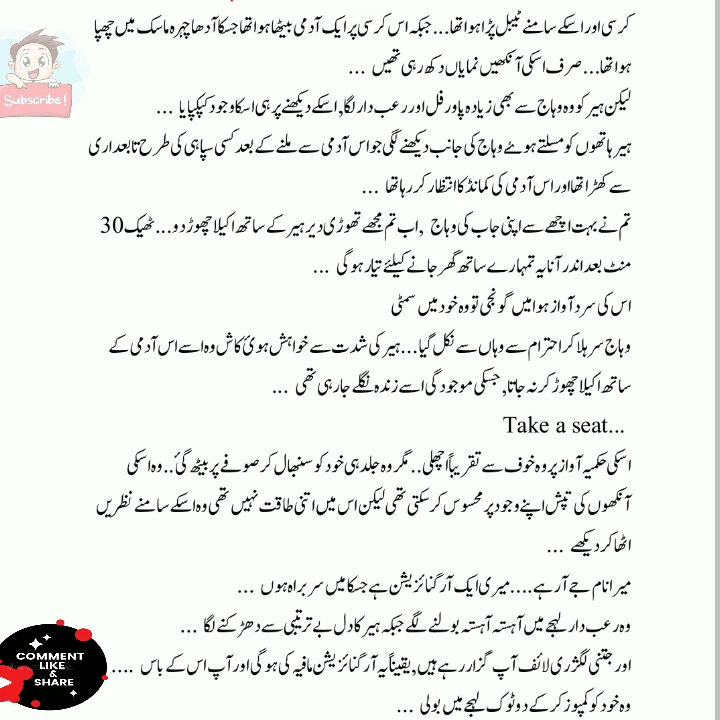 کرسی اور اسکے سامنے ٹیبل پڑا ہوا تھا... جبکہ اس کرسی پر ایک آدمی بیٹھا ہوا تھا جسکا آدھا چہرہ ماسک میں چھپا
ہوا تھا... صرف اسکی آنکھیں نمایاں دکھ رہی تھیں ...
Subscribe!
لیکن ہیر کو وہ وہاج سے بھی زیادہ پاور فل اور رعب دار لگا, اسکے دیکھنے پر ہی اسکا وجود کپکپایا ...
ہیر ہاتھوں کو مسلتے ہوئے وہاج کی جانب دیکھنے لگی جو اس آدمی سے ملنے کے بعد کسی سپاہی کی طرح تابعداری
سے کھڑا تھا اور اس آدمی کی کمانڈ کا انتظار کر رہا تھا ...
تم نے بہت اچھے سے اپنی جاب کی وہاج , اب تم مجھے تھوڑی دیر ہیر کے ساتھ اکیلا چھوڑ دو... ٹھیک 30
منٹ بعد اندر آنا یہ تمہارے ساتھ گھر جانے کیلئے تیار ہوگی ...
اس کی سرد آواز ہوا میں گونجی تو وہ خود میں سمٹی
وہاج سر ہلا کر احترام سے وہاں سے نکل گیا... ہیر کی شدت سے خواہش ہوئی کاش وہ اسے اس آدمی کے
ساتھ اکیلا چھوڑ کر نہ جاتا, جسکی موجودگی اسے زندہ نگلے جارہی تھی ...
Take a seat...
اسکی حکمیہ آواز پر وہ خوف سے تقریباً اچھلی.. مگر وہ جلد ہی خود کو سنبھال کر صوفے پر بیٹھ گئی.. وہ اسکی
آنکھوں کی تپش اپنے وجود پر محسوس کر سکتی تھی لیکن اس میں اتنی طاقت نہیں تھی وہ اسکے سامنے نظریں
اٹھا کر دیکھے ...
میرا نام جے آر ہے.... میری ایک آرگنائزیشن ہے جسکا میں سربراہ ہوں ...
وہ رعب دار لہجے میں آہستہ آہستہ بولنے لگے جبکہ ہیر کا دل بے ترتیبی سے دھڑکنے لگا ...
اور جتنی لگژری لائف آپ گزار رہے ہیں, یقیناً یہ آرگنائزیشن مافیہ کی ہوگی اور آپ اس کے باس ....
وہ خود کو کمپوز کر کے دو ٹوک لہجے میں بولی ...
COMMENT
LIKE
&
SHARE